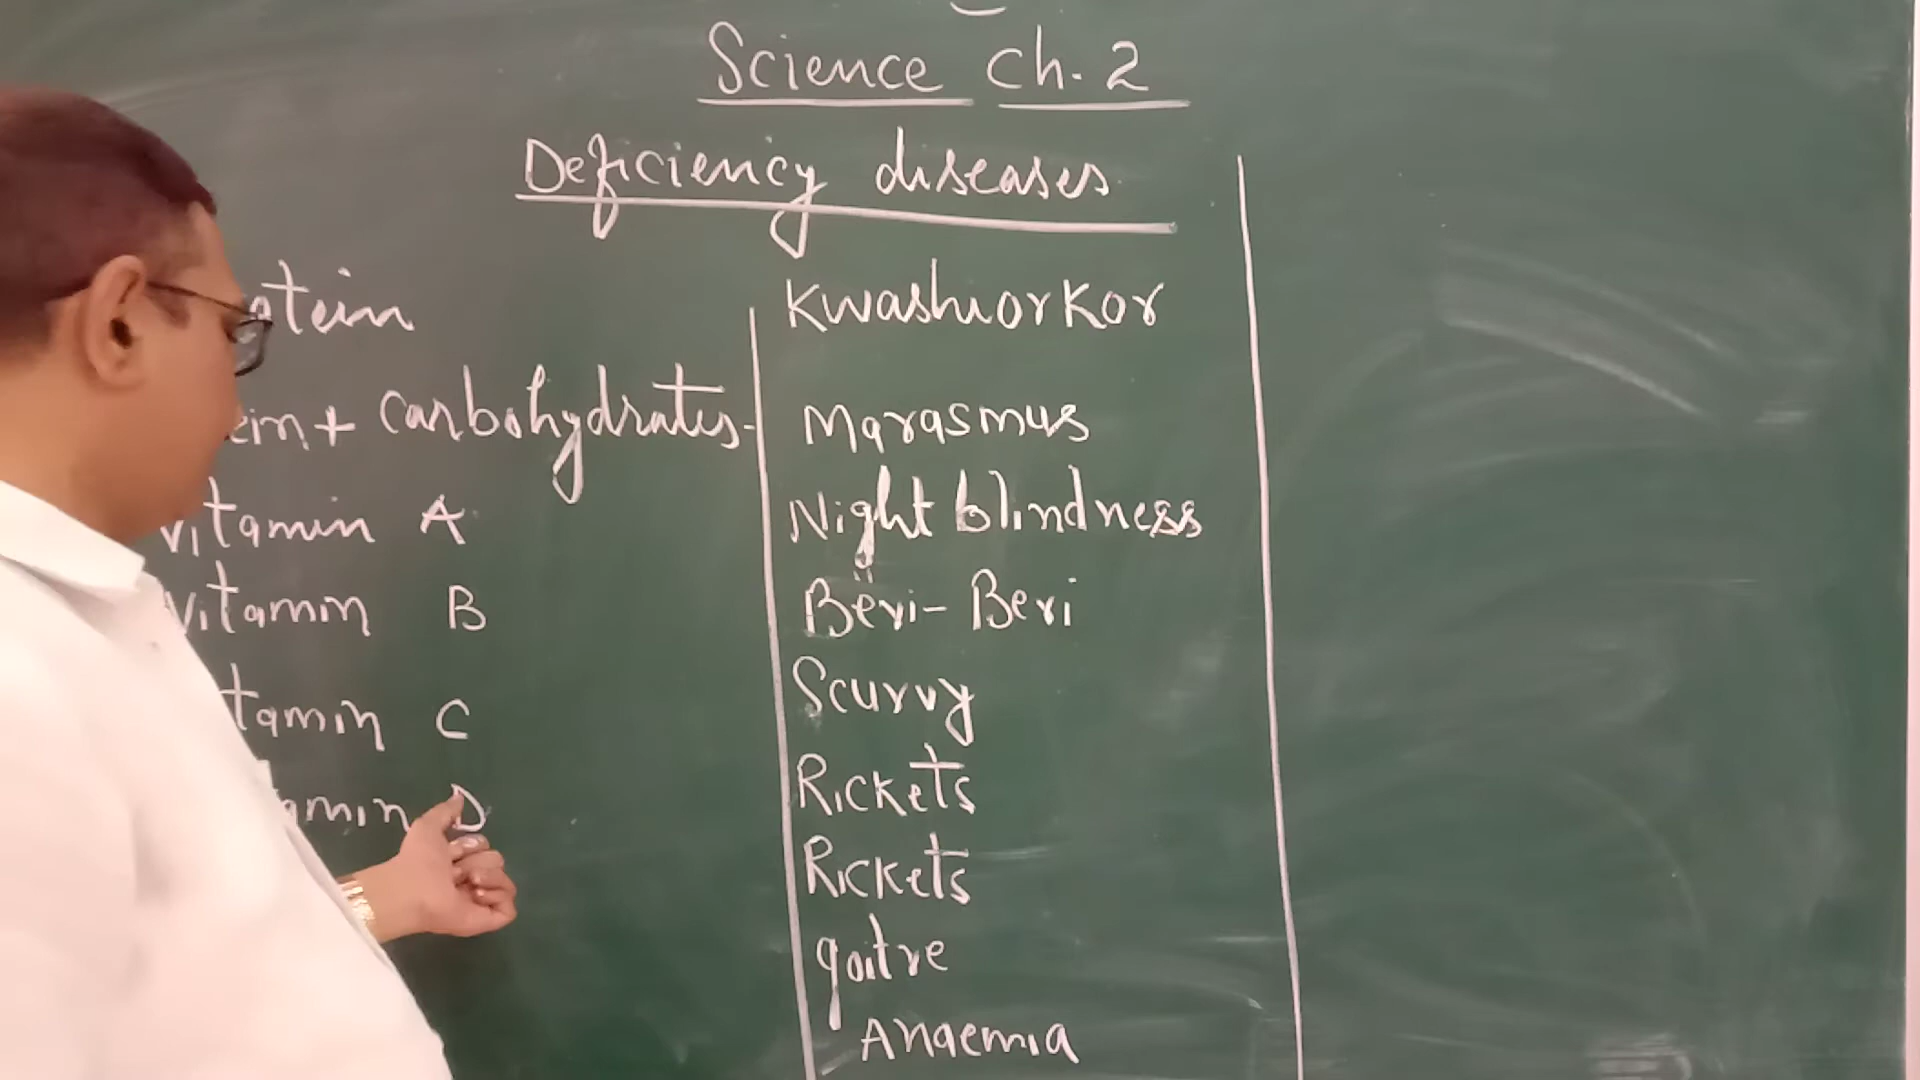 Science Ch. 2
Deficiency diseases
otein Kwashiorkor
ein + Carbohydrates - Marasmus
Vitamin A Night blindness
Vitamin B Beri-Beri
tamin C Scurvy
amin D Rickets
Rickets
goitre
Anaemia